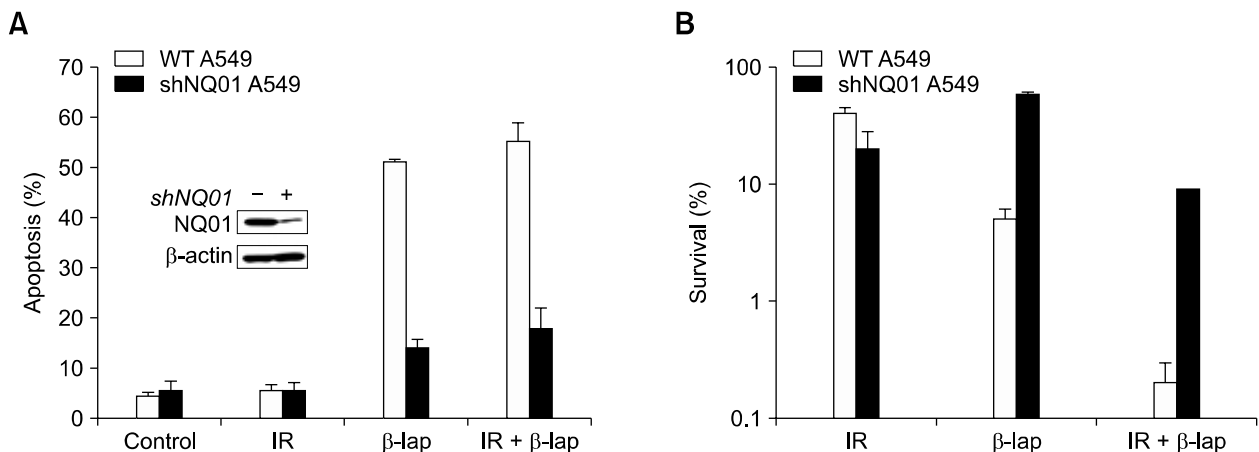 A
WT A549
shNQ01 A549
Apoptosis (%)
70
60
50
40
30
20
10
0
shNQ01 − +
NQ01
β-actin
Control IR β-lap IR + β-lap
B
WT A549
shNQ01 A549
Survival (%)
100
10
1
0.1
IR β-lap IR + β-lap